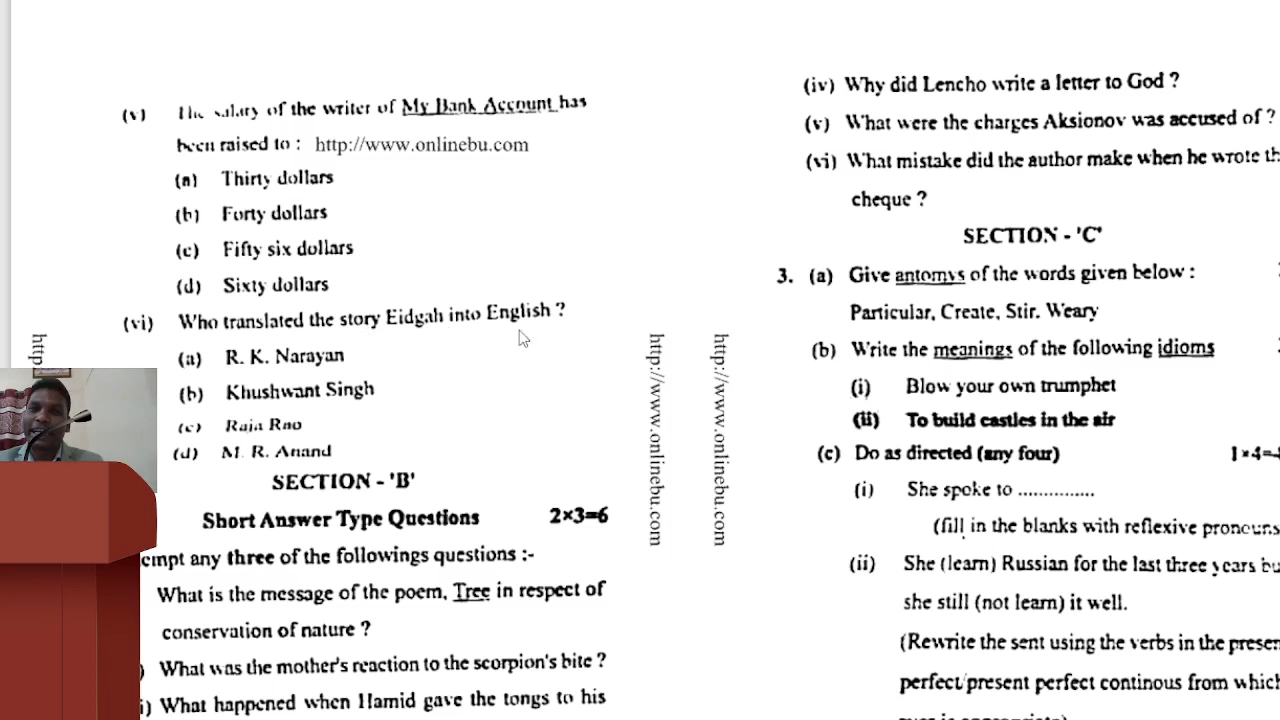 (v) The salary of the writer of My Bank Account has
been raised to : http://www.onlinebu.com
(a) Thirty dollars
(b) Forty dollars
(c) Fifty six dollars
(d) Sixty dollars
(vi) Who translated the story Eidgah into English ?
(a) R. K. Narayan
(b) Khushwant Singh
(c) Raja Rao
(d) M. R. Anand
SECTION - 'B'
Short Answer Type Questions 2×3=6
empt any three of the followings questions :-
What is the message of the poem, Tree in respect of
conservation of nature ?
) What was the mother's reaction to the scorpion's bite ?
i) What happened when Hamid gave the tongs to his
http
http://www.onlinebu.com
http://www.onlinebu.com
(iv) Why did Lencho write a letter to God ?
(v) What were the charges Aksionov was accused of ?
(vi) What mistake did the author make when he wrote th
cheque ?
SECTION - 'C'
3. (a) Give antomys of the words given below :
Particular, Create, Stir. Weary
(b) Write the meanings of the following idioms
(i) Blow your own trumphet
(ii) To build castles in the air
(c) Do as directed (any four) 1×4=
(i) She spoke to ...............
(fill in the blanks with reflexive pronouns
(ii) She (learn) Russian for the last three years bu
she still (not learn) it well.
(Rewrite the sent using the verbs in the presen
perfect/present perfect continous from which